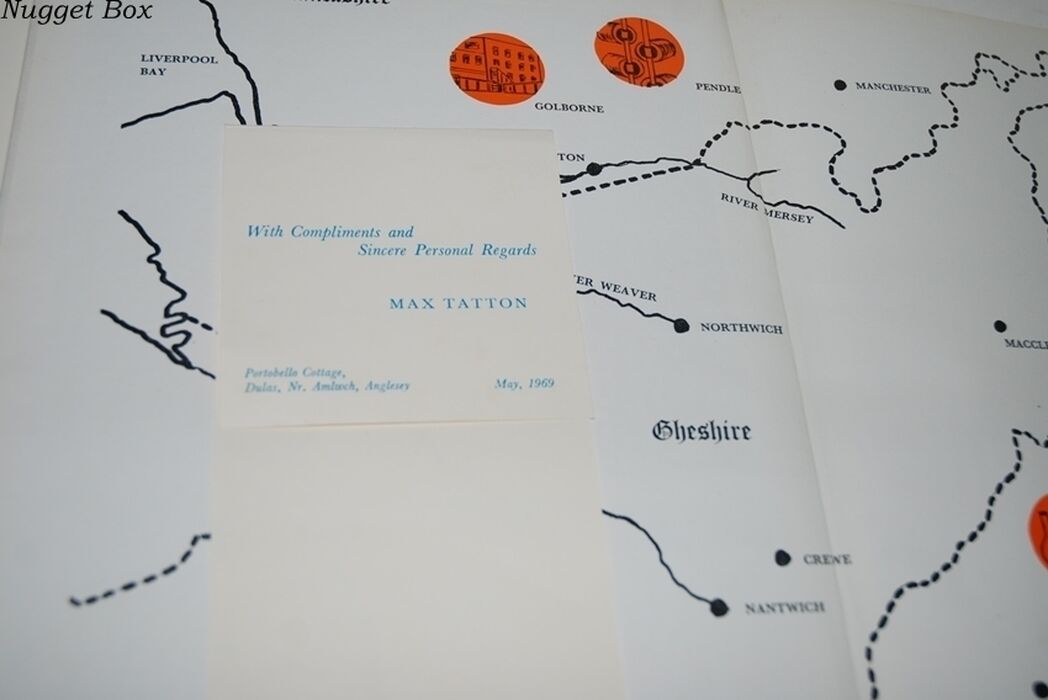 Nugget Box
LIVERPOOL
BAY
GOLBORNE
PENDLE
MANCHESTER
TON
RIVER MERSEY
With Compliments and
Sincere Personal Regards
MAX TATTON
Portobello Cottage,
Dulas, Nr. Amlwch, Anglesey
May, 1969
ER WEAVER
NORTHWICH
MACCLE
Cheshire
CREWE
NANTWICH